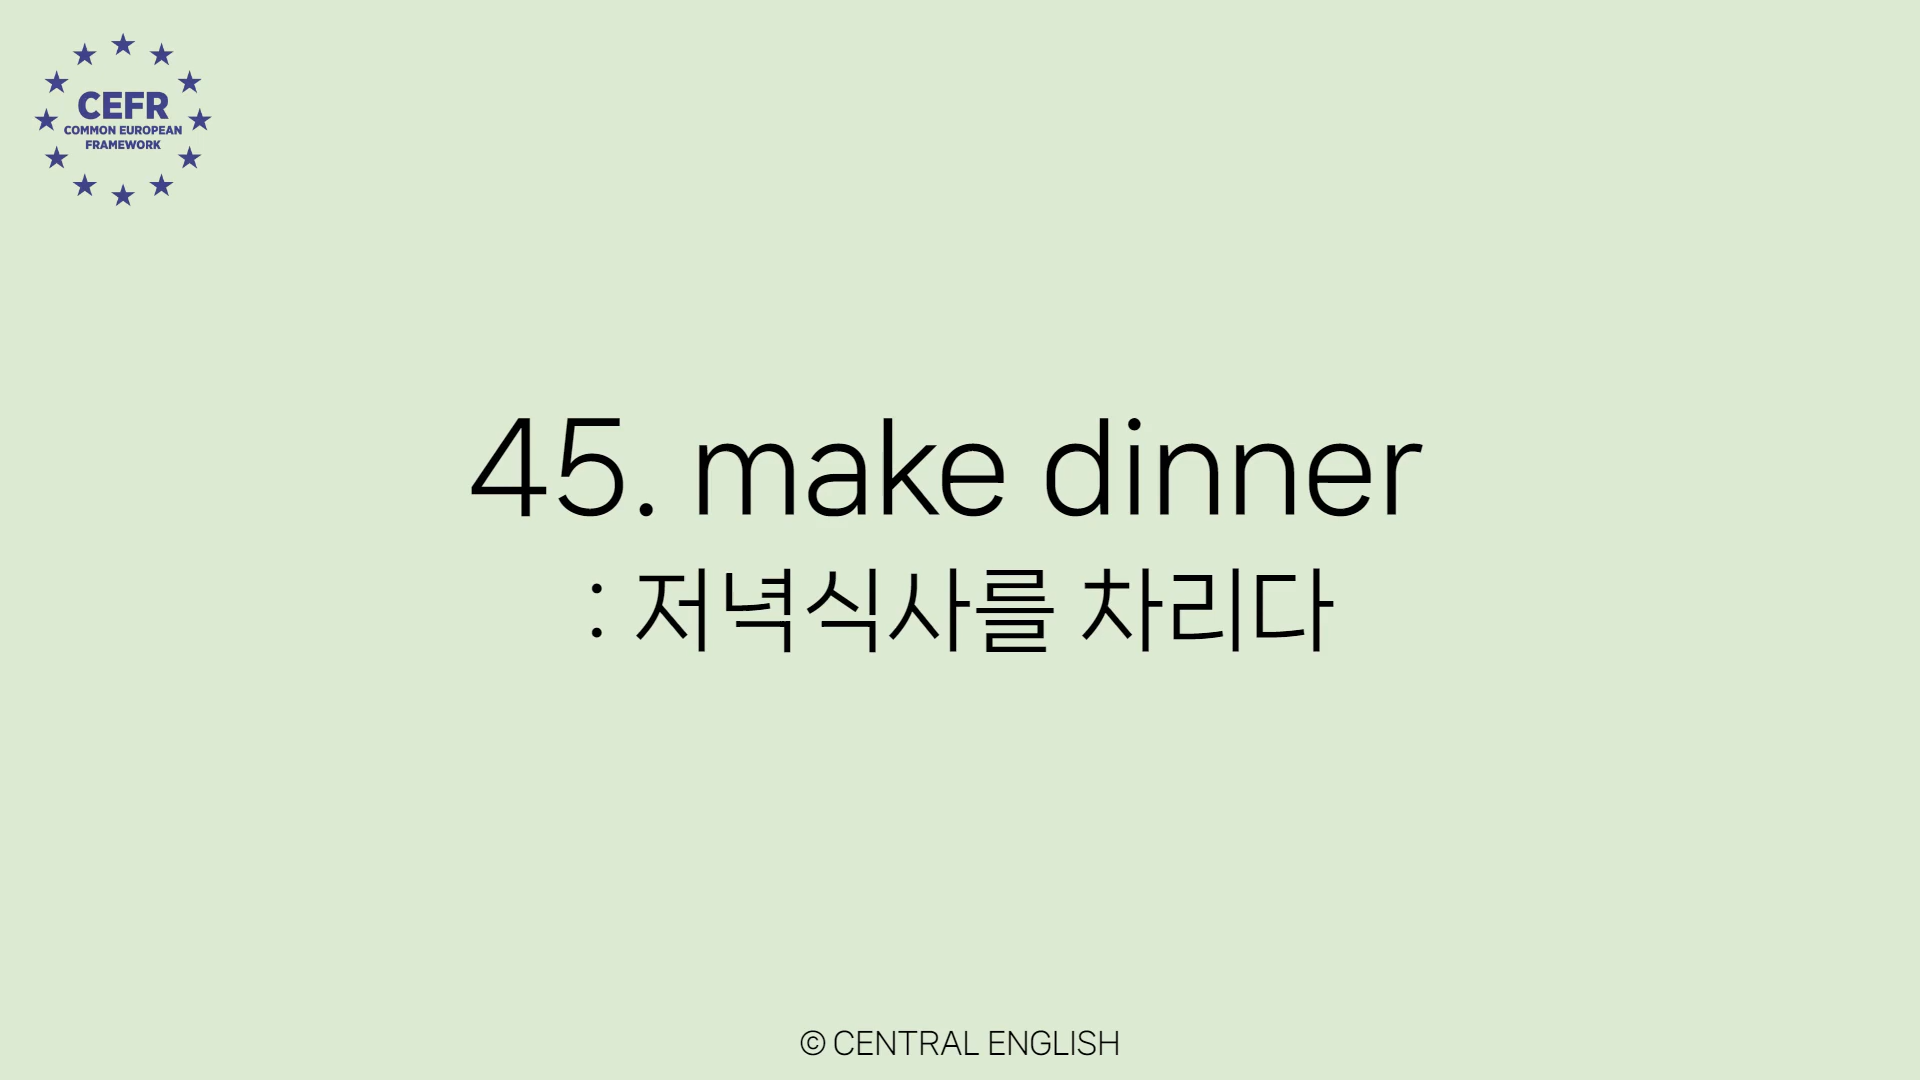 CEFR
COMMON EUROPEAN
FRAMEWORK
45. make dinner
: 저녁식사를 차리다
© CENTRAL ENGLISH